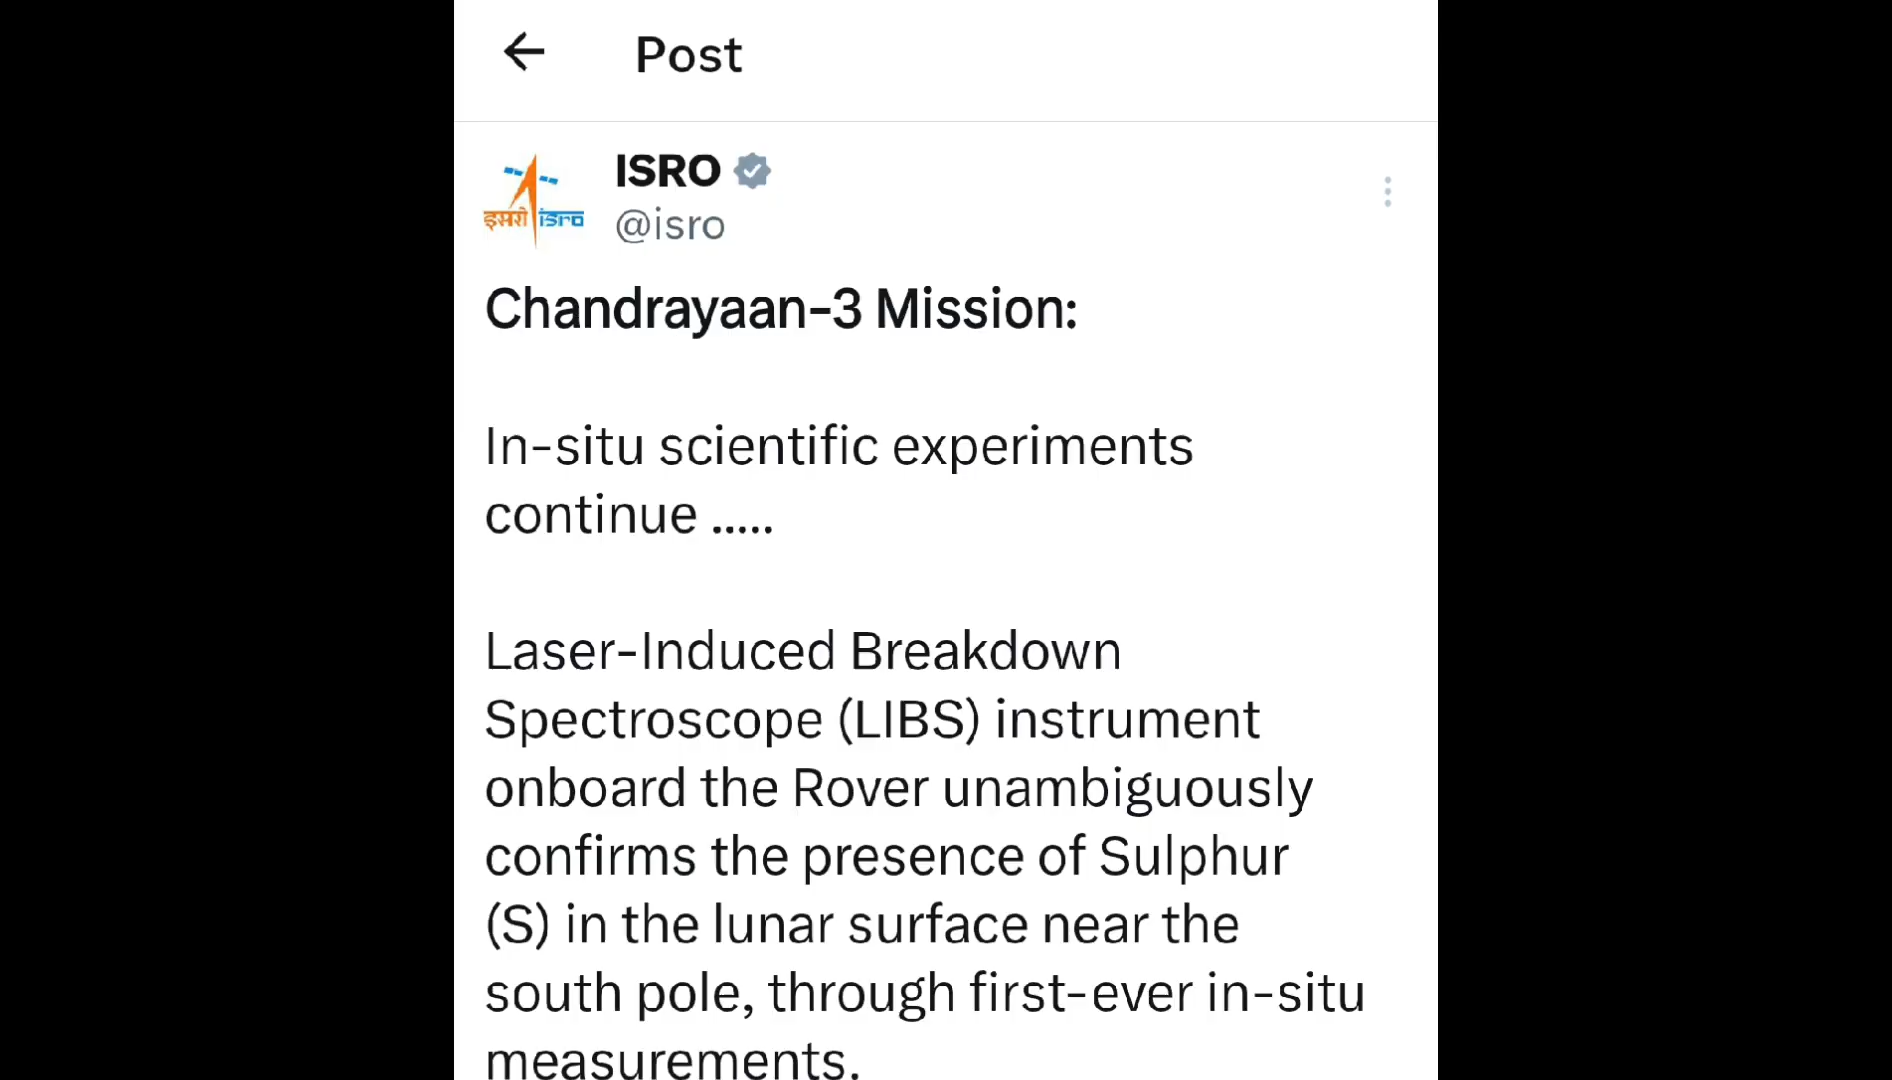 Post
ISRO
@isro
इसरो isro
Chandrayaan-3 Mission:
In-situ scientific experiments
continue .....
Laser-Induced Breakdown
Spectroscope (LIBS) instrument
onboard the Rover unambiguously
confirms the presence of Sulphur
(S) in the lunar surface near the
south pole, through first-ever in-situ
measurements.